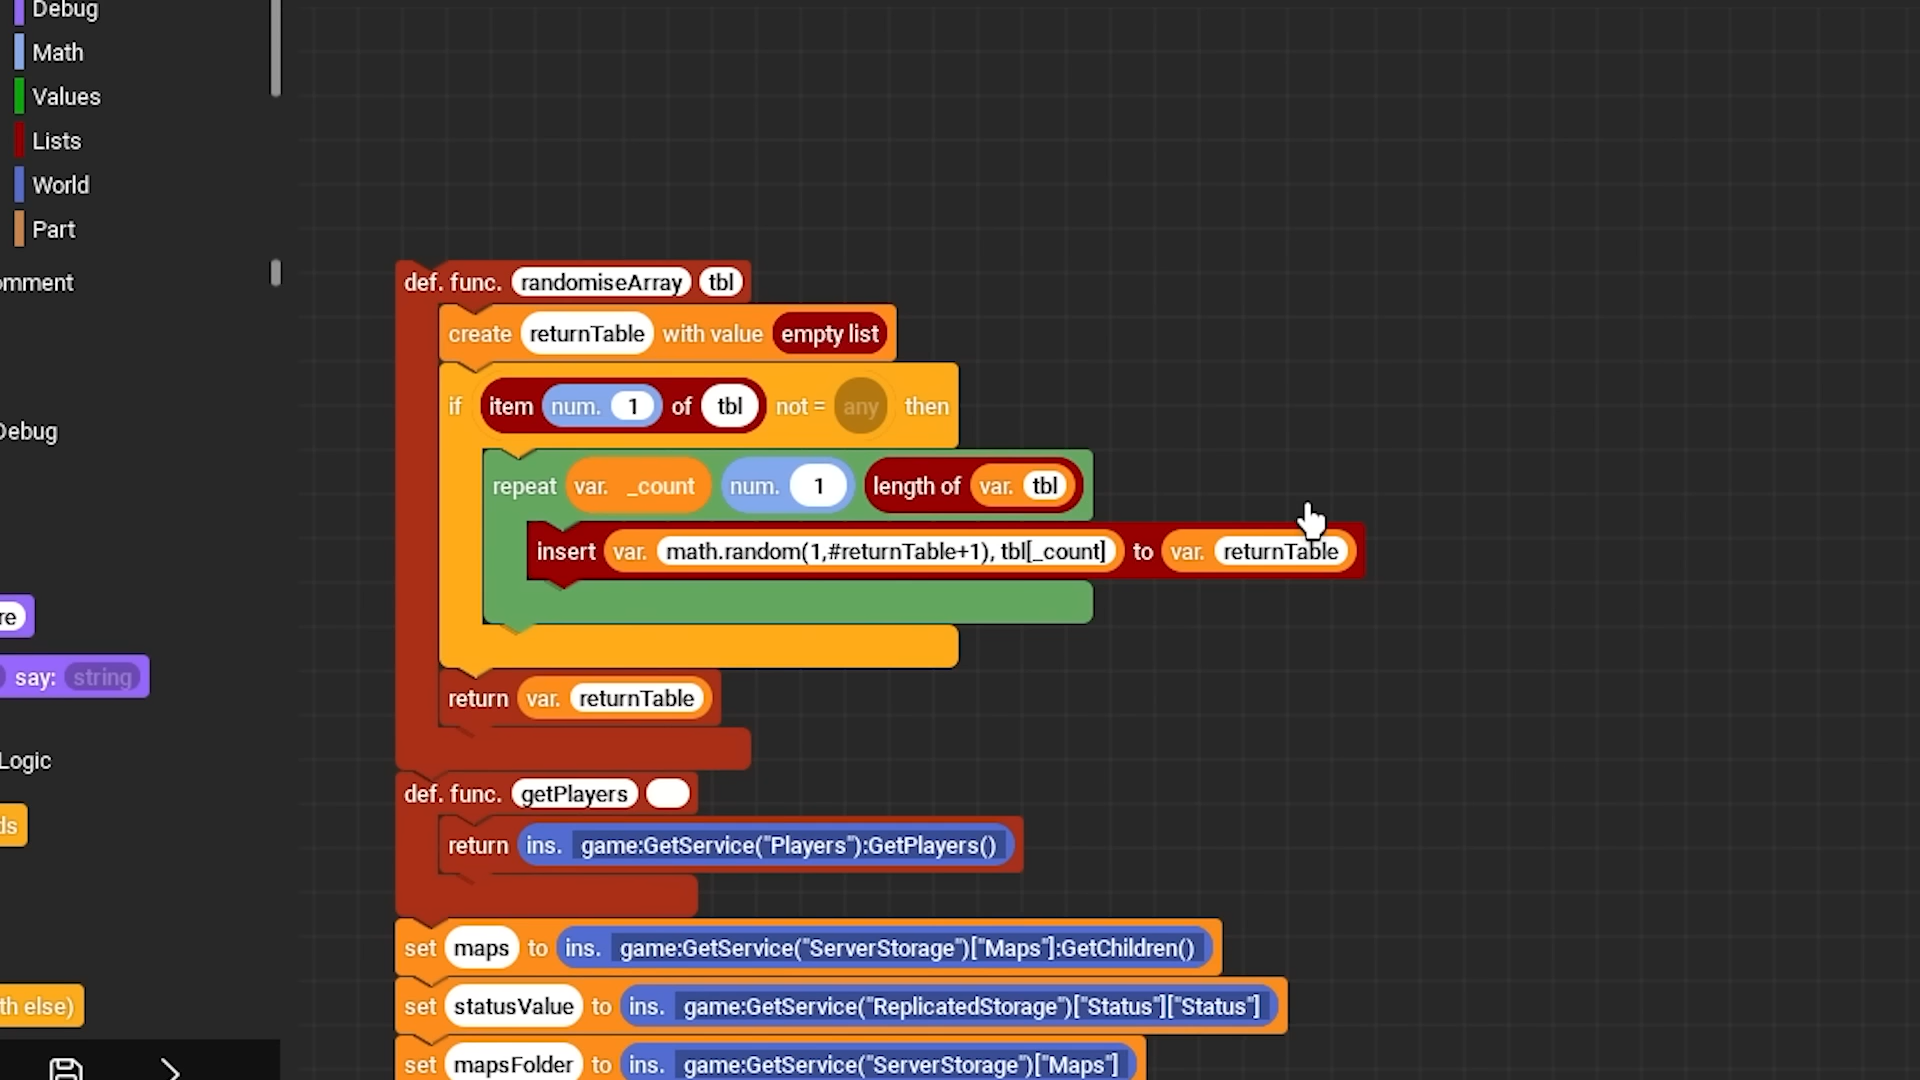 Debug
Math
Values
Lists
World
Part
omment
Debug
re
say: string
Logic
ds
th else)
def. func. randomiseArray tbl
create returnTable with value empty list
if item num. 1 of tbl not = any then
repeat var. _count num. 1 length of var. tbl
insert var. math.random(1,#returnTable+1), tbl[_count] to var. returnTable
return var. returnTable
def. func. getPlayers
return ins. game:GetService("Players"):GetPlayers()
set maps to ins. game:GetService("ServerStorage")["Maps"]:GetChildren()
set statusValue to ins. game:GetService("ReplicatedStorage")["Status"]["Status"]
set mapsFolder to ins. game:GetService("ServerStorage")["Maps"]